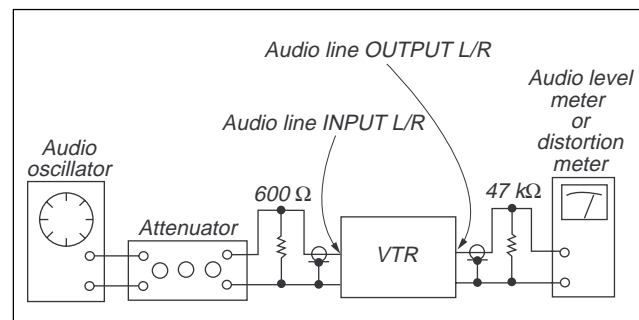 Audio line OUTPUT L/R
Audio level
meter
or
distortion
meter
Audio line INPUT L/R
Audio
oscillator
600 Ω
47 kΩ
Attenuator
VTR